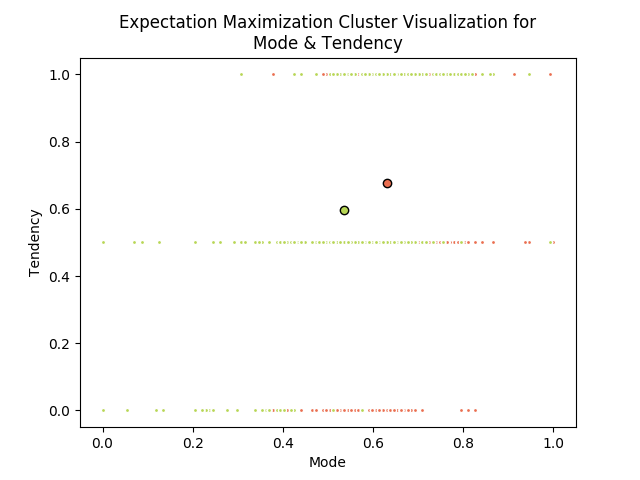 Expectation Maximization Cluster Visualization for
Mode & Tendency
1.0
0.8
0.6
0.4
0.2
0.0
Tendency
0.0 0.2 0.4 0.6 0.8 1.0
Mode